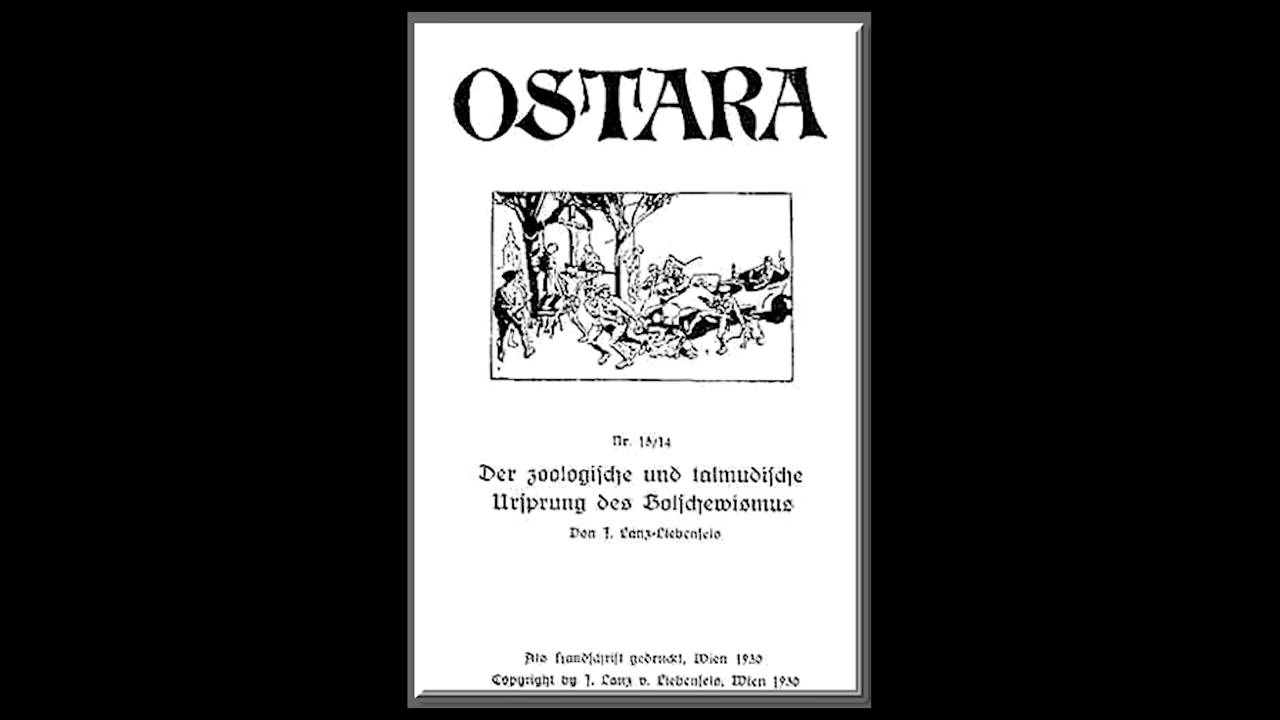 OSTARA
Nr. 13/14
Der zoologische und talmudische
Ursprung des Bolschewismus
Von J. Lanz-Liebenfels
Als Handschrift gedruckt, Wien 1930
Copyright by J. Lanz v. Liebenfels, Wien 1930